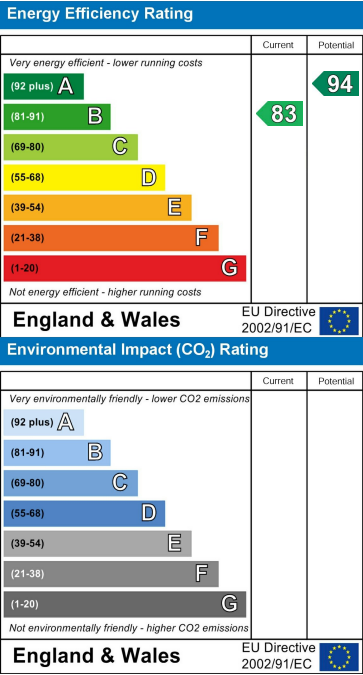 Energy Efficiency Rating
Current Potential
Very energy efficient - lower running costs
(92 plus) A
94
(81-91) B
83
(69-80) C
(55-68) D
(39-54) E
(21-38) F
(1-20) G
Not energy efficient - higher running costs
England & Wales
EU Directive
2002/91/EC
Environmental Impact (CO₂) Rating
Current Potential
Very environmentally friendly - lower CO2 emissions
(92 plus) A
(81-91) B
(69-80) C
(55-68) D
(39-54) E
(21-38) F
(1-20) G
Not environmentally friendly - higher CO2 emissions
England & Wales
EU Directive
2002/91/EC